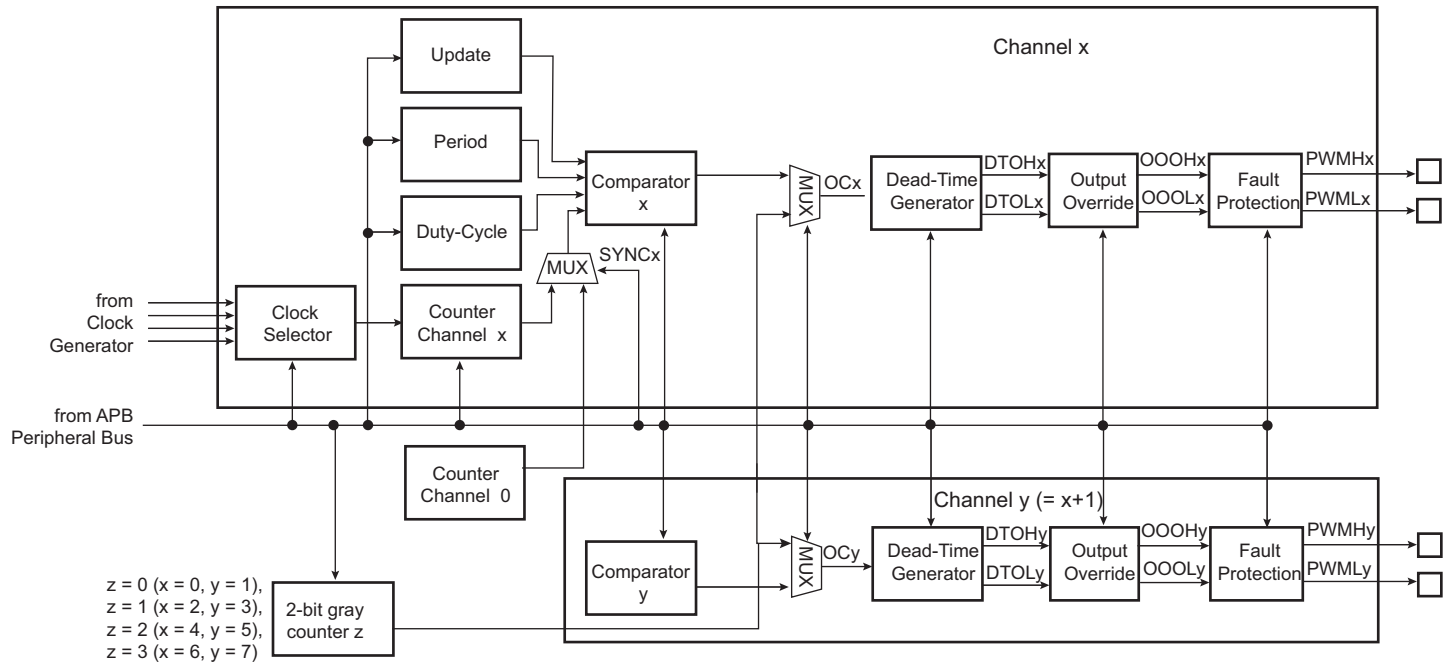 Channel x
Update
Period
Duty-Cycle
Comparator
x
MUX
SYNCx
MUX
OCx
Dead-Time
Generator
DTOHx
DTOLx
Output
Override
OOOHx
OOOLx
Fault
Protection
PWMHx
PWMLx
from
Clock
Generator
Clock
Selector
Counter
Channel x
from APB
Peripheral Bus
Counter
Channel 0
Channel y (= x+1)
Comparator
y
MUX
OCy
Dead-Time
Generator
DTOHy
DTOLy
Output
Override
OOOHy
OOOLy
Fault
Protection
PWMHy
PWMLy
z = 0 (x = 0, y = 1),
z = 1 (x = 2, y = 3),
z = 2 (x = 4, y = 5),
z = 3 (x = 6, y = 7)
2-bit gray
counter z